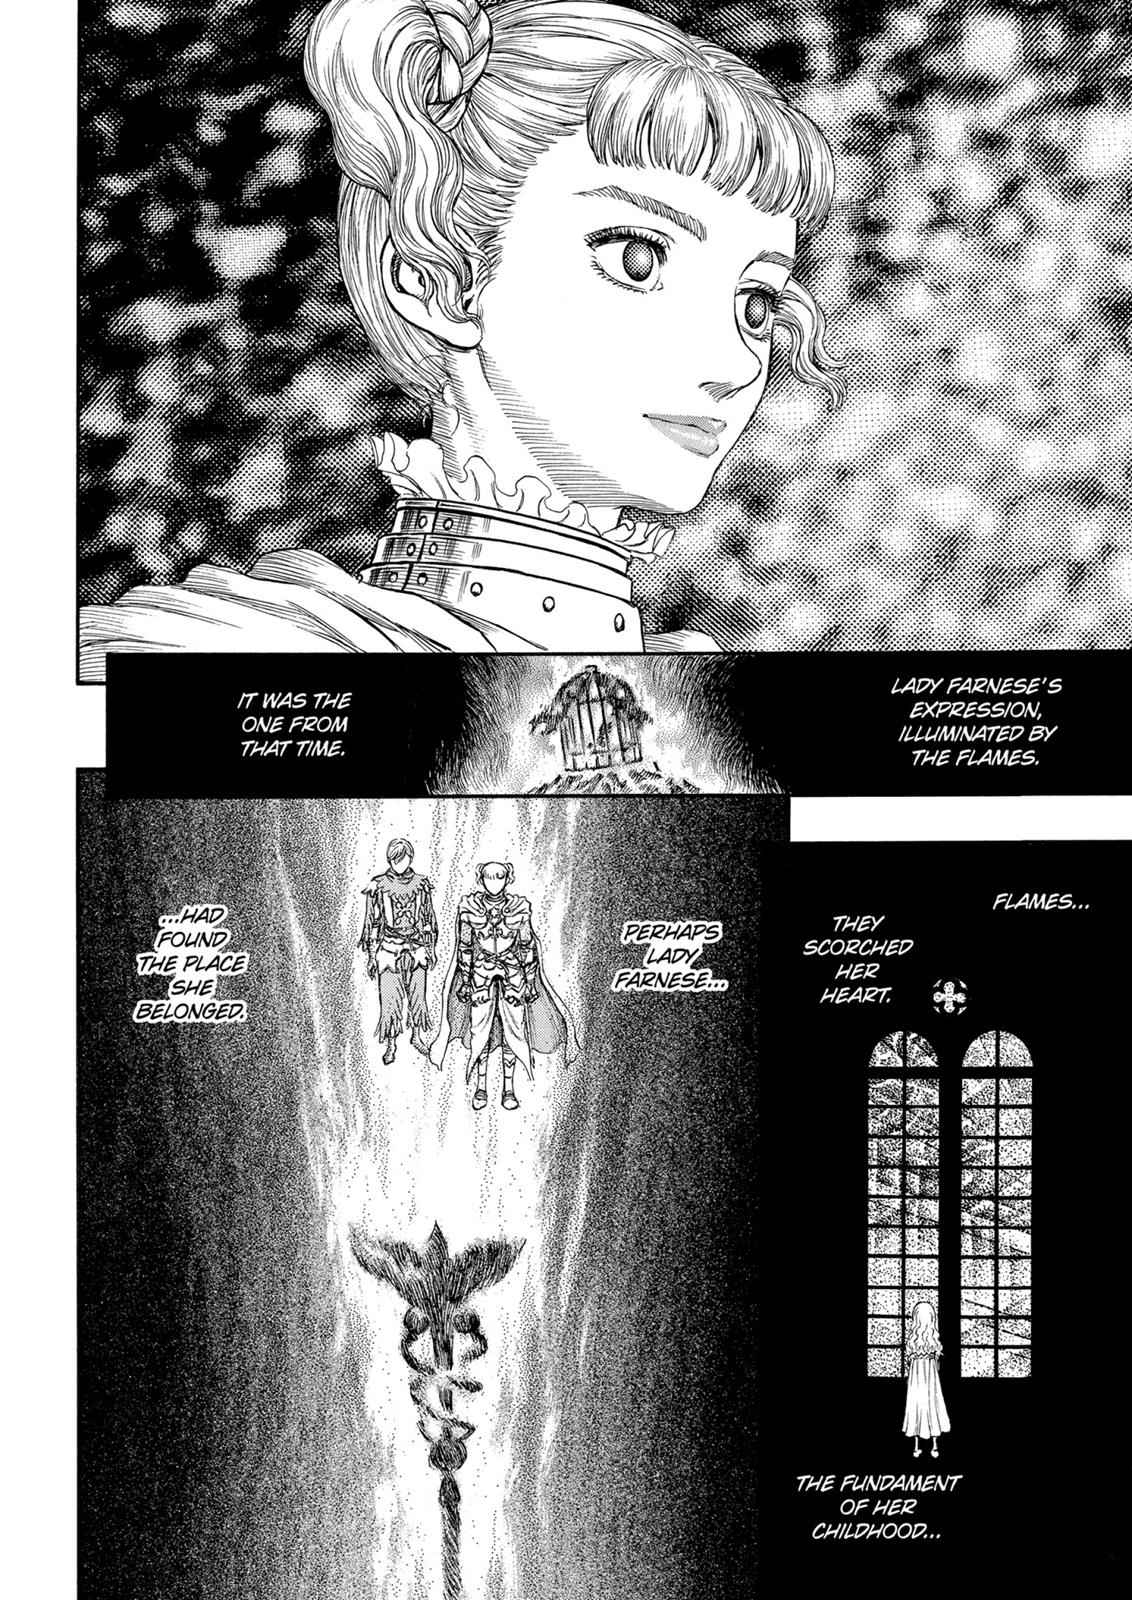 LADY FARNESE'S
EXPRESSION,
ILLUMINATED BY
THE FLAMES.
IT WAS THE
ONE FROM
THAT TIME.
FLAMES...
THEY
SCORCHED
HER
HEART.
THE FUNDAMENT
OF HER
CHILDHOOD...
PERHAPS
LADY
FARNESE...
...HAD
FOUND
THE PLACE
SHE
BELONGED.